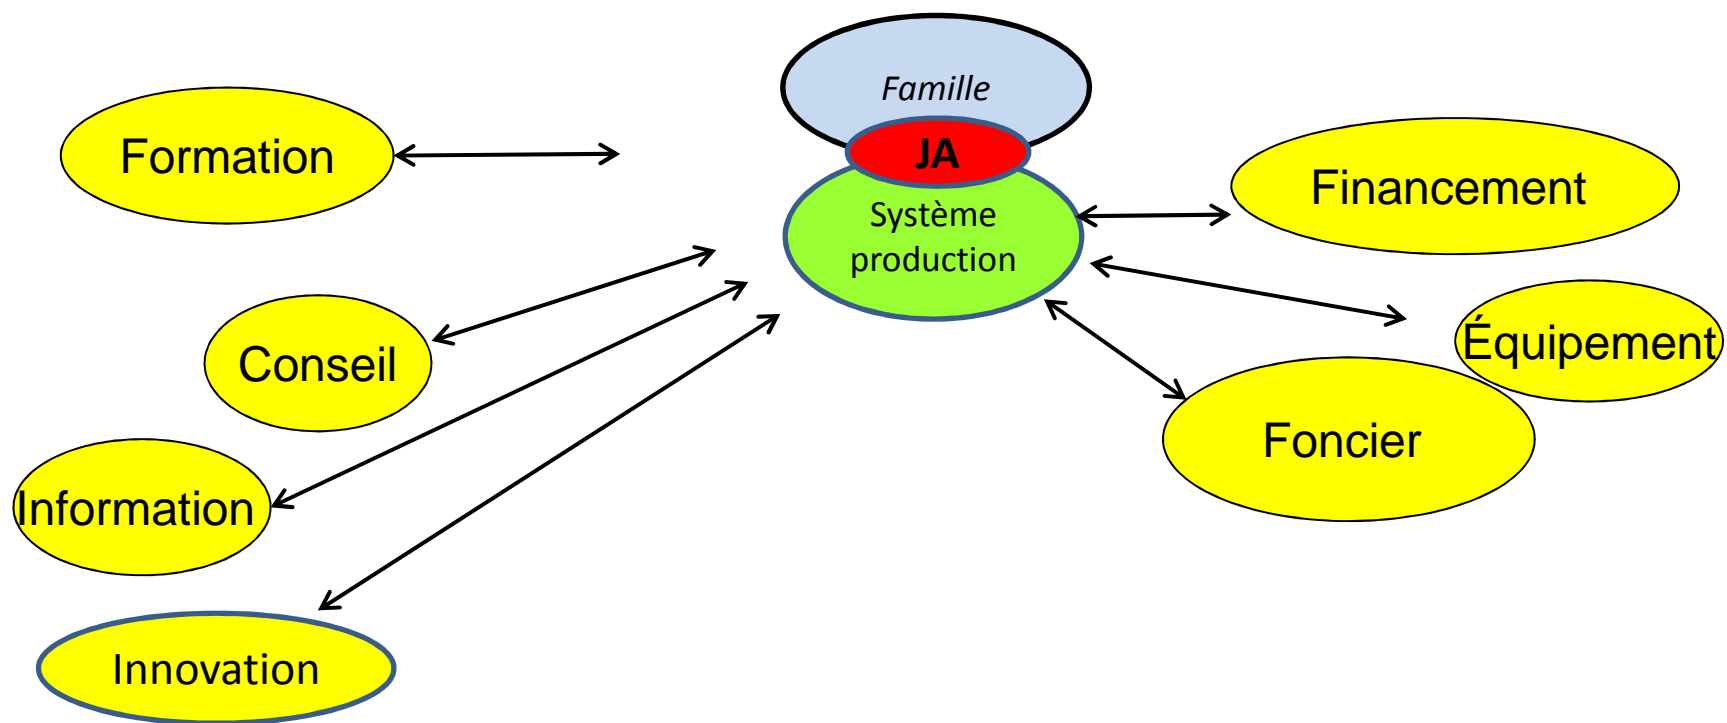 Famille
JA
Formation
Financement
Système
production
Équipement
Conseil
Foncier
Information
Innovation